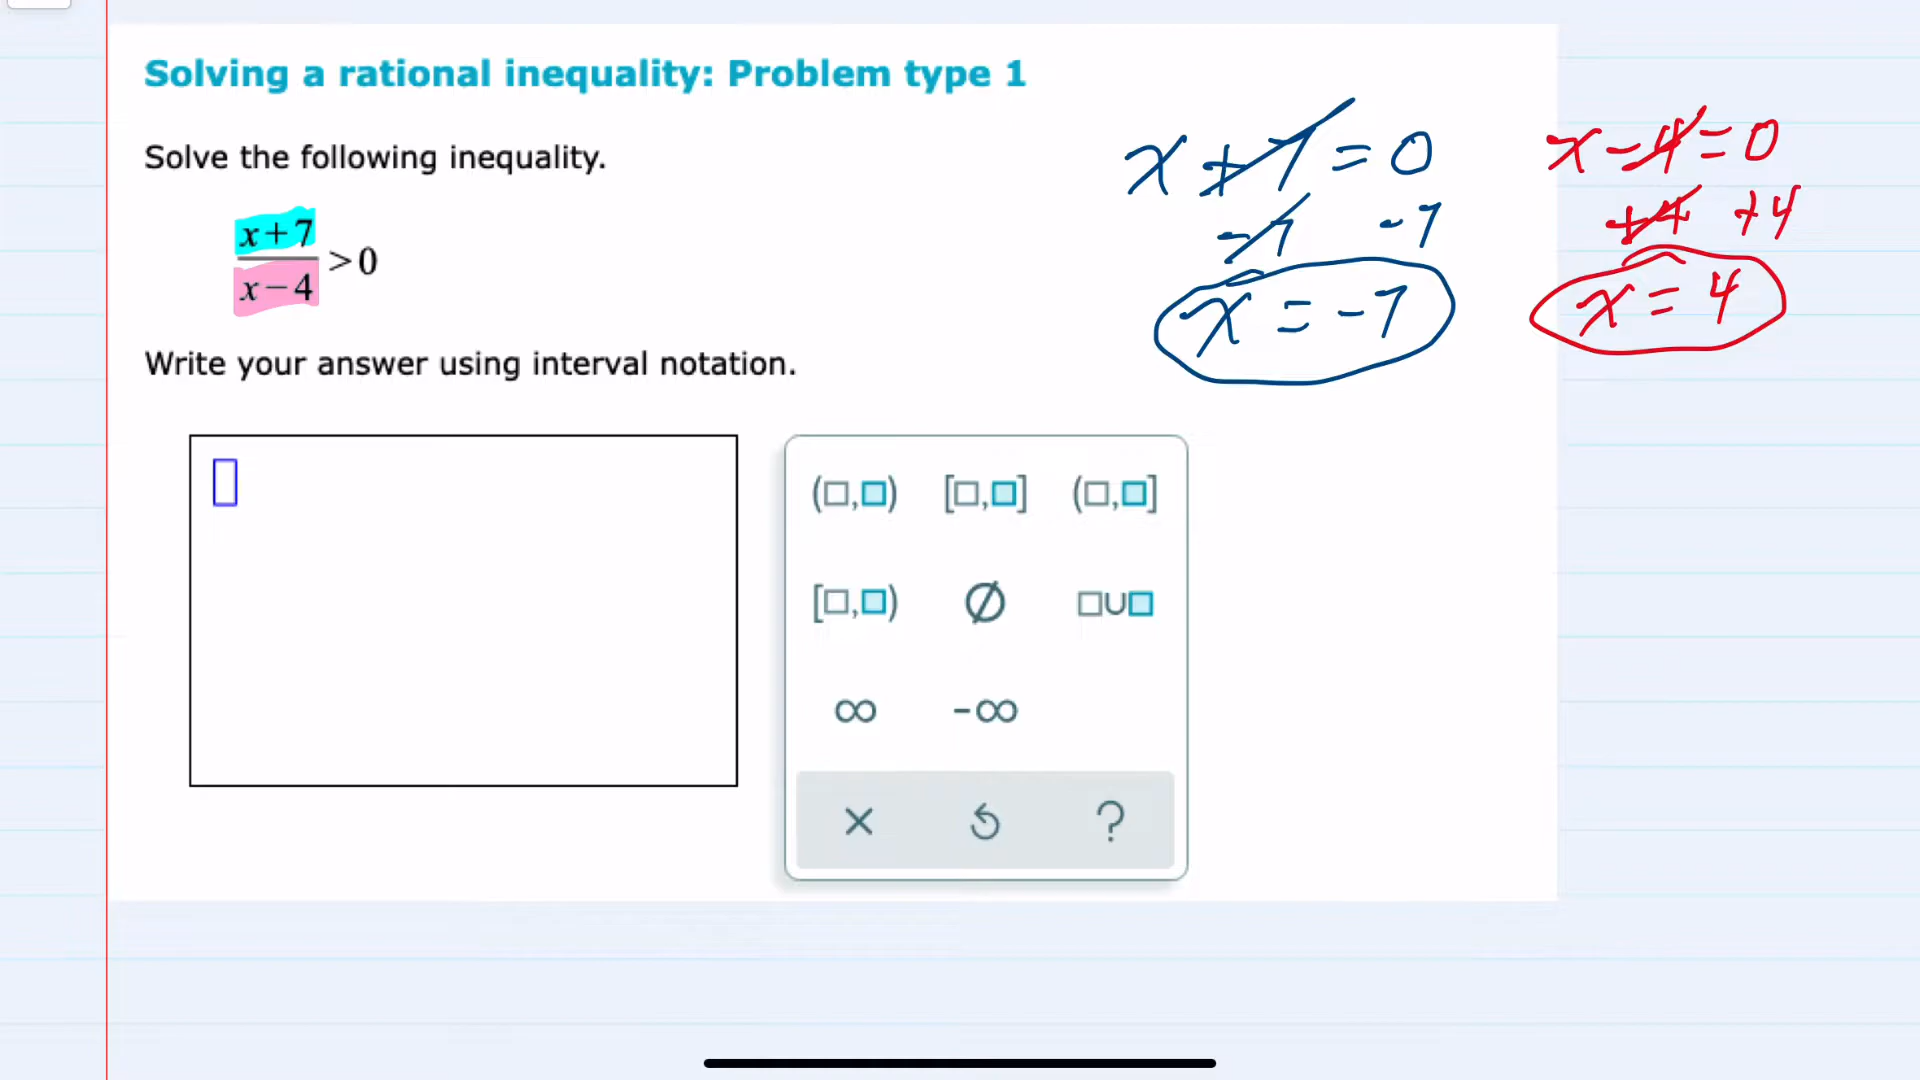 Solving a rational inequality: Problem type 1
Solve the following inequality.
x+7
x−4
>0
Write your answer using interval notation.
x+7=0
-7 -7
x=-7
x-4=0
+4 +4
x=4
(□,□) [□,□] (□,□]
[□,□) Ø □∪□
∞ -∞
× ↺ ?